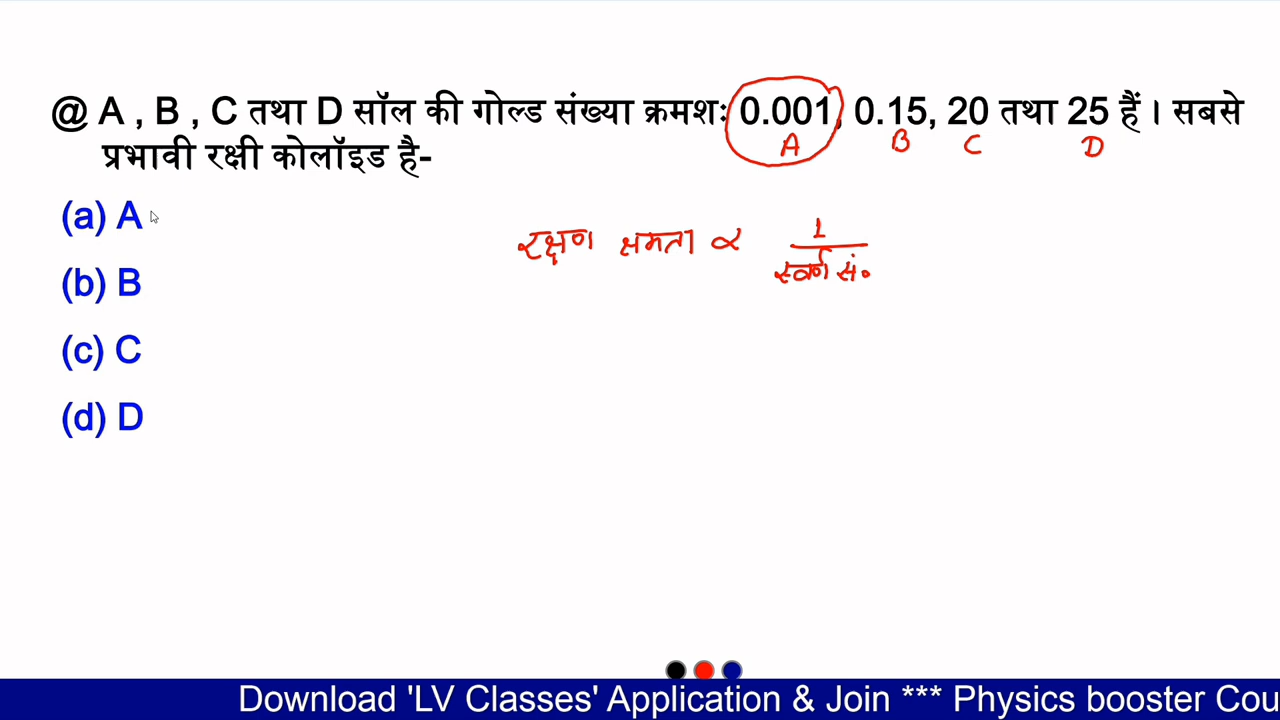 @ A , B , C तथा D सॉल की गोल्ड संख्या क्रमशः 0.001, 0.15, 20 तथा 25 हैं। सबसे
A B C D
प्रभावी रक्षी कोलॉइड है-
(a) A
रक्षण क्षमता ∝ 1
स्वर्ण सं०
(b) B
(c) C
(d) D
Download 'LV Classes' Application & Join *** Physics booster Cou